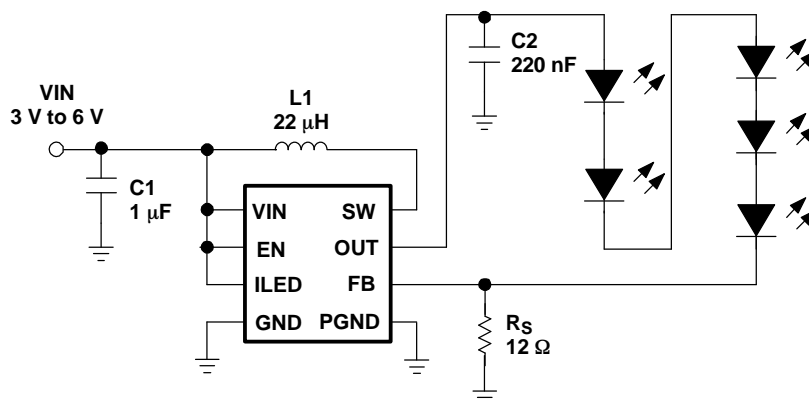 C2
220 nF
VIN
3 V to 6 V
L1
22 μH
C1
1 μF
VIN SW
EN OUT
ILED FB
GND PGND
RS
12 Ω